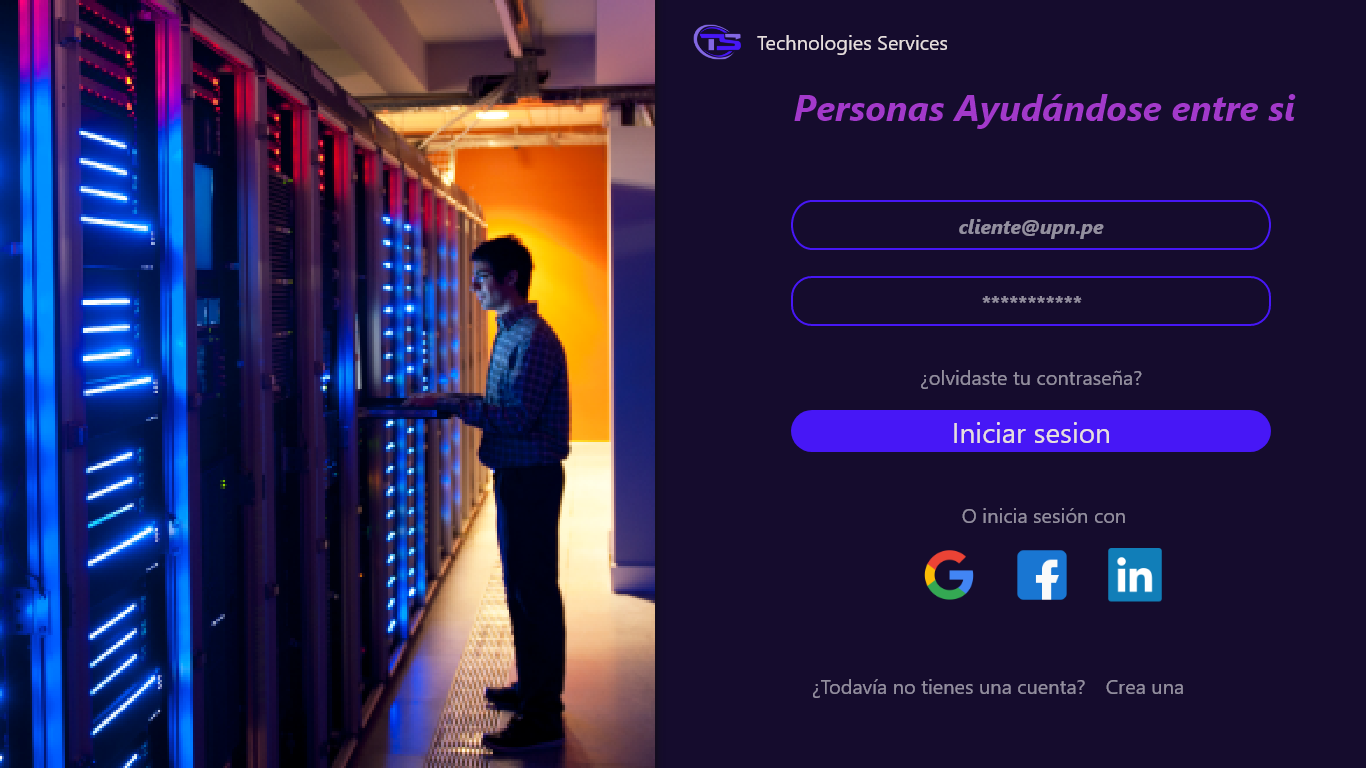 TS Technologies Services
Personas Ayudándose entre si
cliente@upn.pe
***********
¿olvidaste tu contraseña?
Iniciar sesion
O inicia sesión con
G f in
¿Todavía no tienes una cuenta? Crea una